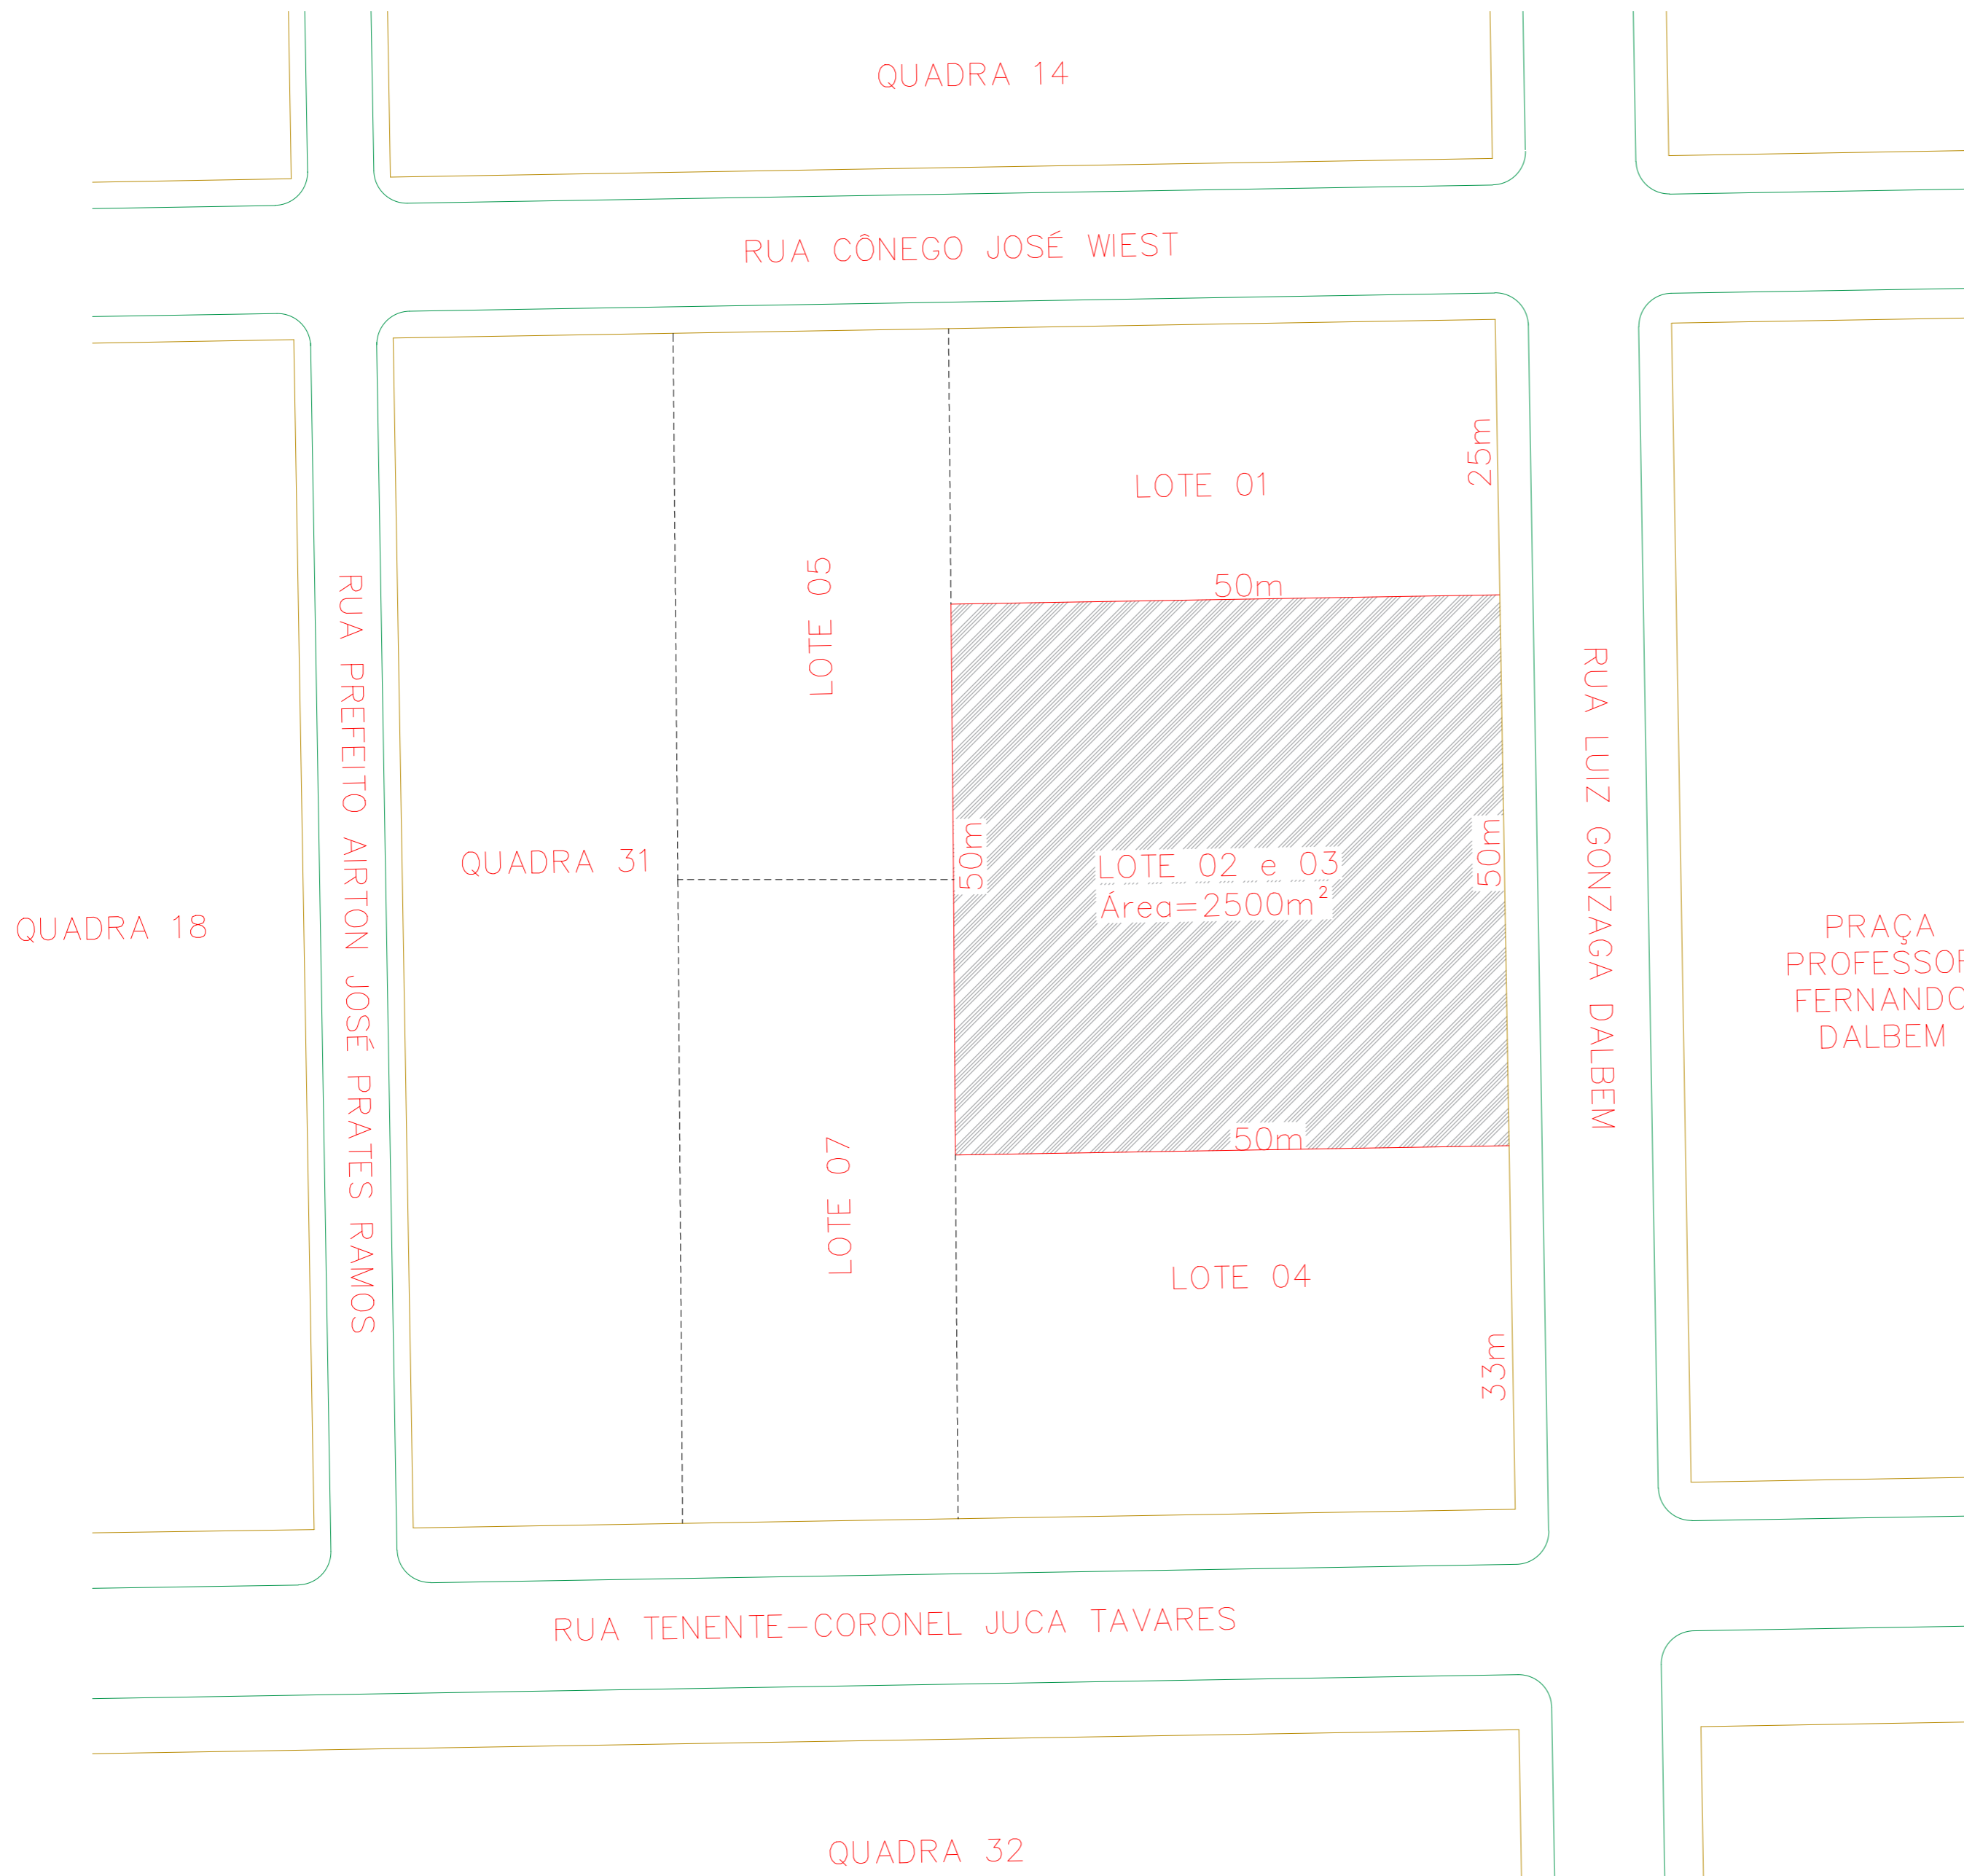 QUADRA 14
RUA CÔNEGO JOSÉ WIEST
25m
LOTE 01
LOTE 05
50m
RUA PREFEITO AIRTON JOSÉ PRATES RAMOS
RUA LUIZ GONZAGA DALBEM
QUADRA 31
50m
LOTE 02 e 03
Área=2500m²
50m
QUADRA 18
PRAÇA
PROFESSOR
FERNANDO
DALBEM
50m
LOTE 07
LOTE 04
33m
RUA TENENTE-CORONEL JUCA TAVARES
QUADRA 32